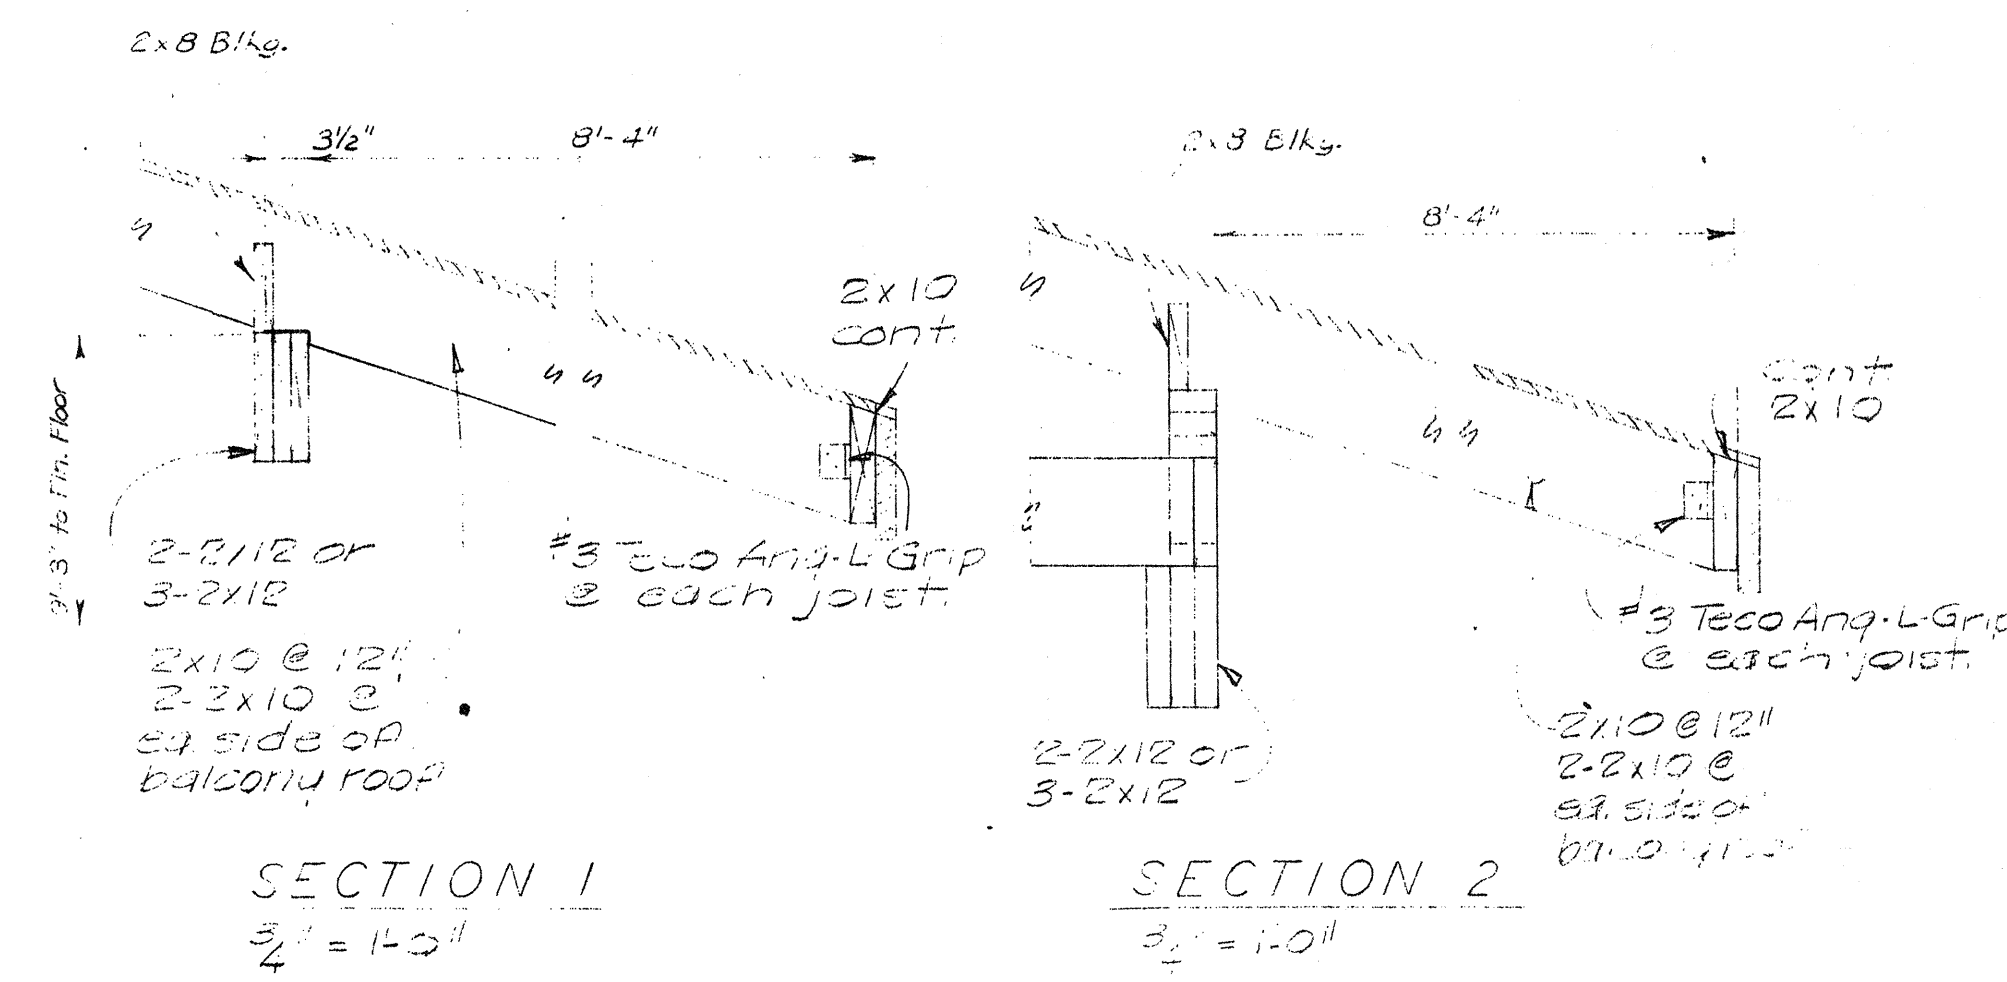 2x8 Blkg.
3½"
8'-4"
2x10
cont.
9'-3" to Fin. Floor
2-2x12 or
3-2x12
#3 Teco Ang-L-Grip
@ each joist.
2x10 @ 12"
2-2x10 @
ea. side of
balcony roof
SECTION 1
3/4" = 1'-0"
2x8 Blkg.
8'-4"
Cont.
2x10
#3 Teco Ang-L-Grip
@ each joist.
2x10 @ 12"
2-2x10 @
ea. side of
2-2x12 or
3-2x12
SECTION 2
= 1'-0"